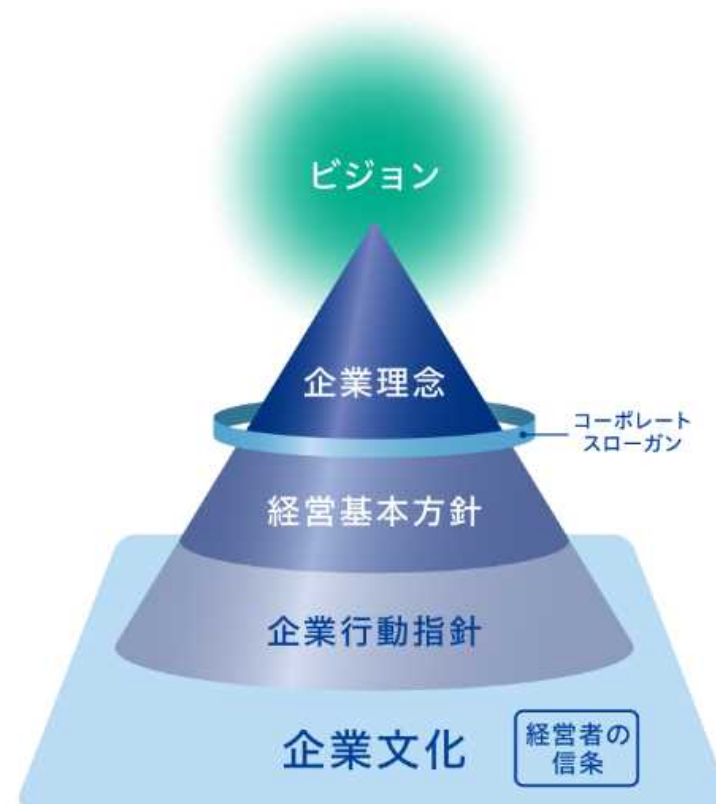 ビジョン
企業理念
コーポレート
スローガン
経営基本方針
企業行動指針
企業文化
経営者の
信条